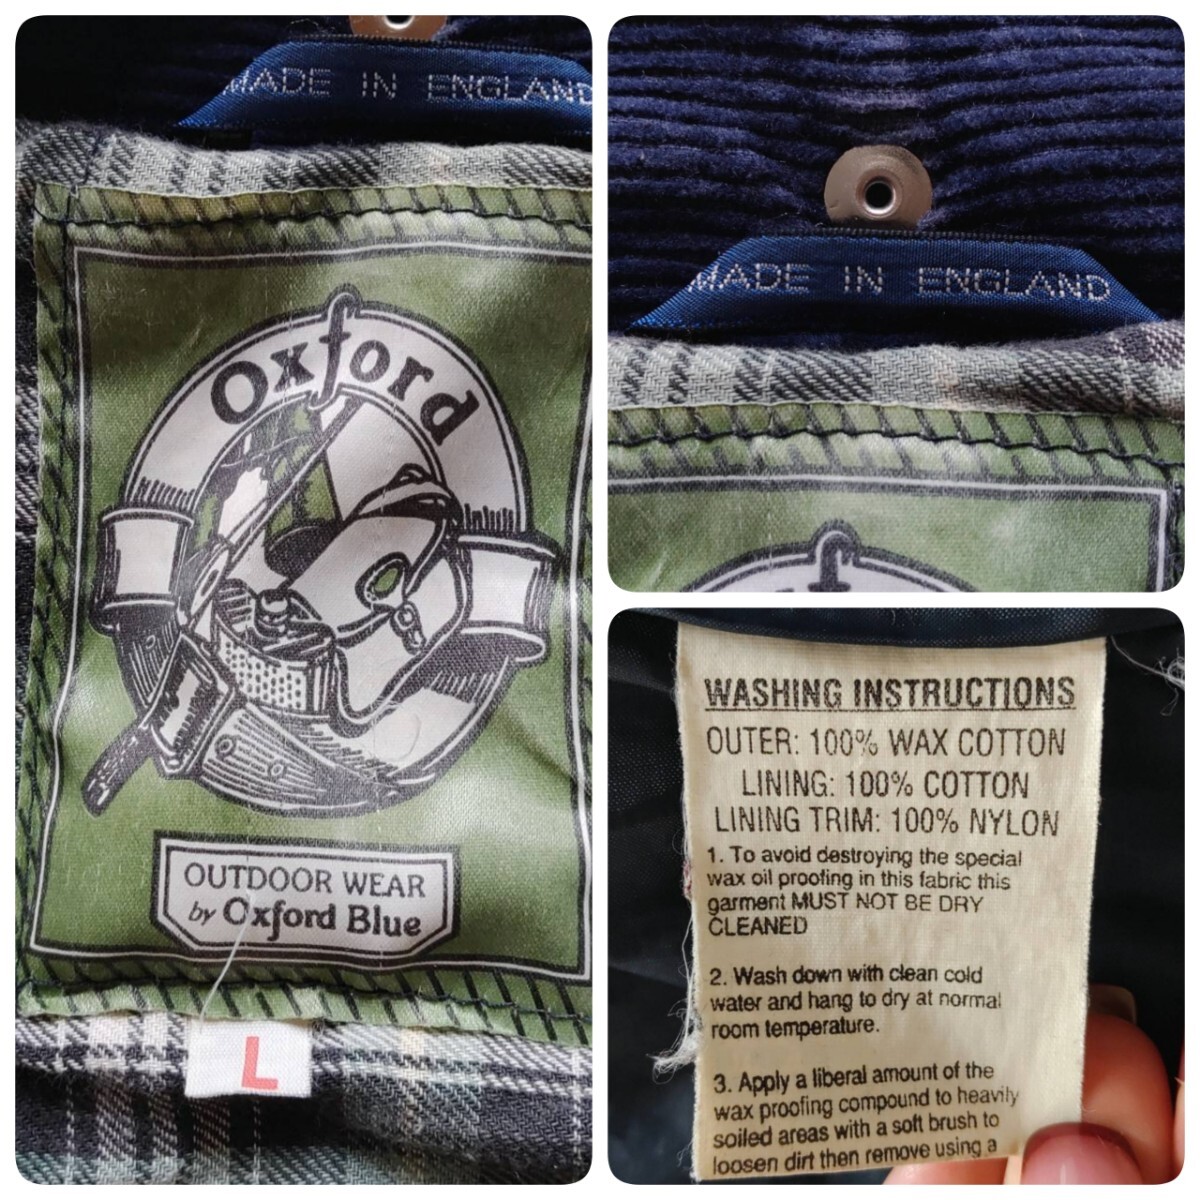 MADE IN ENGLAND
Oxford
OUTDOOR WEAR
by Oxford Blue
L
MADE IN ENGLAND
WASHING INSTRUCTIONS
OUTER: 100% WAX COTTON
LINING: 100% COTTON
LINING TRIM: 100% NYLON
1. To avoid destroying the special
wax oil proofing in this fabric this
garment MUST NOT BE DRY
CLEANED
2. Wash down with clean cold
water and hang to dry at normal
room temperature.
3. Apply a liberal amount of the
wax proofing compound to heavily
soiled areas with a soft brush to
loosen dirt then remove using a